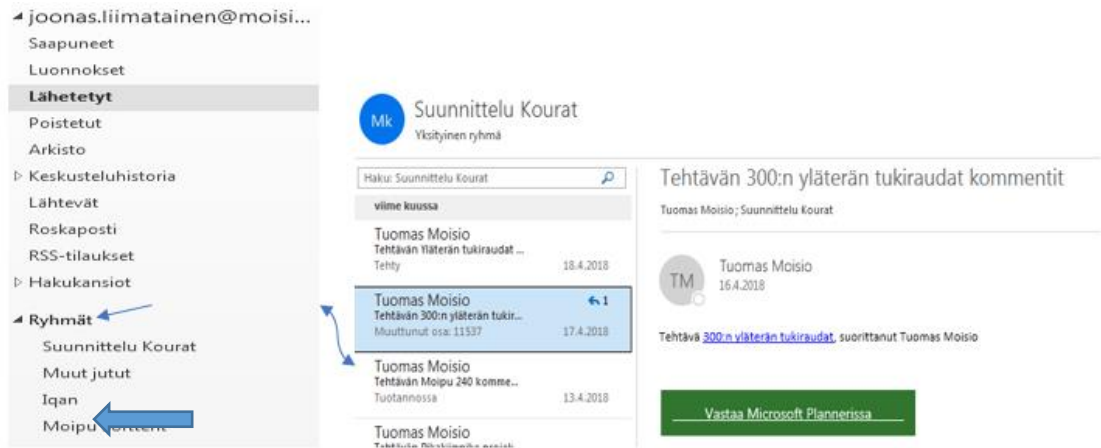 joonas.liimatainen@moisi...
Saapuneet
Luonnokset
Lähetetyt
Poistetut
Arkisto
Keskusteluhistoria
Lähtevät
Roskaposti
RSS-tilaukset
Hakukansiot
Ryhmät
Suunnittelu Kourat
Muut jutut
Iqan
Moipu
Mk
Suunnittelu Kourat
Yksityinen ryhmä
Haku: Suunnittelu Kourat
viime kuussa
Tuomas Moisio
Tehtävän Yläterän tukiraudat ...
Tehty 18.4.2018
Tuomas Moisio 1
Tehtävän 300:n yläterän tukir...
Muuttunut osa: 11537 17.4.2018
Tuomas Moisio
Tehtävän Moipu 240 komme...
Tuotannossa 13.4.2018
Tuomas Moisio
Tehtävän 300:n yläterän tukiraudat kommentit
Tuomas Moisio; Suunnittelu Kourat
TM
Tuomas Moisio
16.4.2018
Tehtävä 300:n yläterän tukiraudat, suorittanut Tuomas Moisio
Vastaa Microsoft Plannerissa